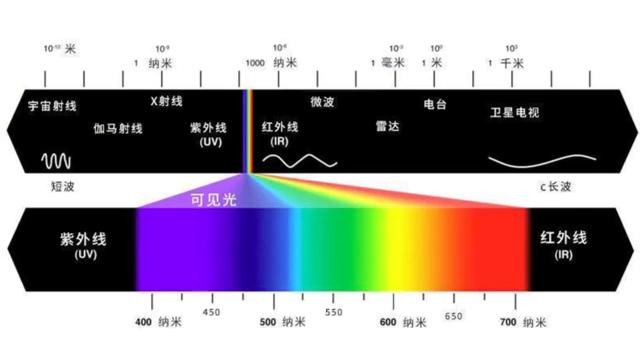 10⁻¹² 米
10⁻⁹
10⁻⁶
10⁻³
10⁰
10³
1 纳米
1000 纳米
1 毫米
1 米
1 千米
宇宙射线
X射线
微波
电台
卫星电视
伽马射线
紫外线
(UV)
红外线
(IR)
雷达
短波
c长波
可见光
紫外线
(UV)
红外线
(IR)
400 纳米
450
500 纳米
550
600 纳米
650
700 纳米